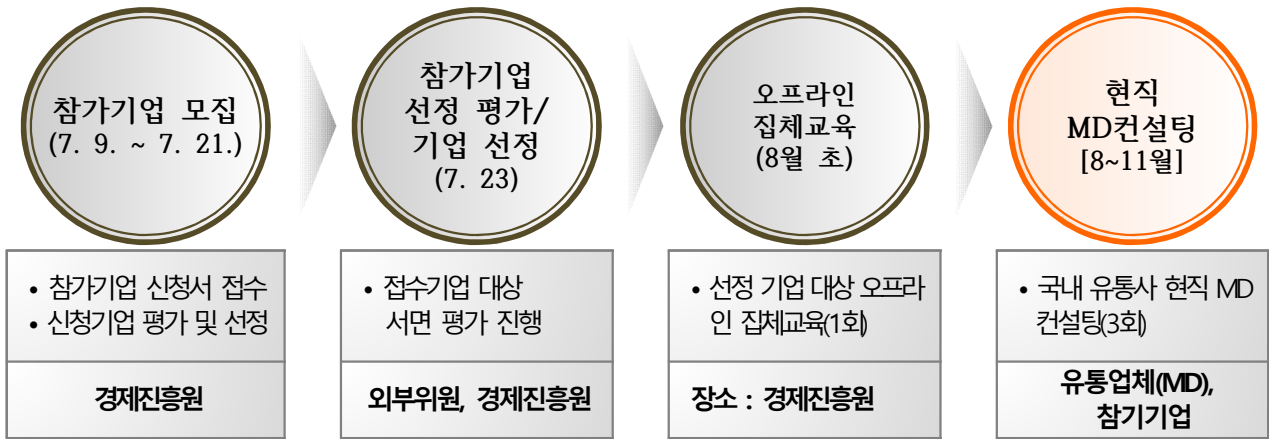 참가기업 모집
(7. 9. ~ 7. 21.)
참가기업
선정 평가/
기업 선정
(7. 23)
오프라인
집체교육
(8월 초)
현직
MD컨설팅
[8~11월]
• 참가기업 신청서 접수
• 신청기업 평가 및 선정
경제진흥원
• 접수기업 대상
서면 평가 진행
외부위원, 경제진흥원
• 선정 기업 대상 오프라
인 집체교육(1회)
장소 : 경제진흥원
• 국내 유통사 현직 MD
컨설팅(3회)
유통업체(MD),
참기기업